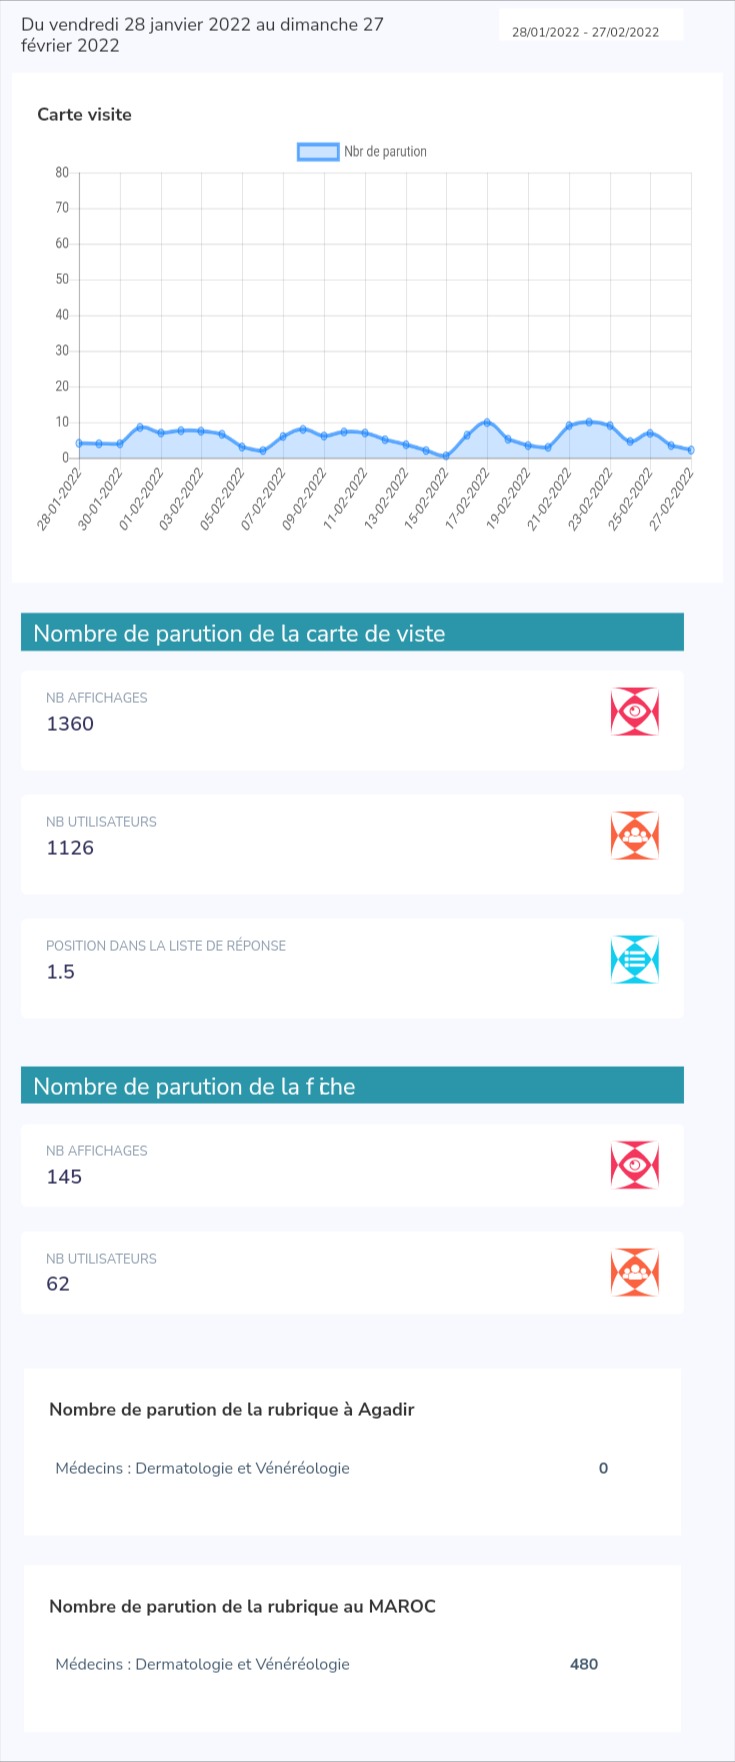 Du vendredi 28 janvier 2022 au dimanche 27
février 2022
28/01/2022 - 27/02/2022
Carte visite
Nbr de parution
80
70
60
50
40
30
20
10
0
28-01-2022
30-01-2022
01-02-2022
03-02-2022
05-02-2022
07-02-2022
09-02-2022
11-02-2022
13-02-2022
15-02-2022
17-02-2022
19-02-2022
21-02-2022
23-02-2022
25-02-2022
27-02-2022
Nombre de parution de la carte de viste
NB AFFICHAGES
1360
NB UTILISATEURS
1126
POSITION DANS LA LISTE DE RÉPONSE
1.5
Nombre de parution de la fiche
NB AFFICHAGES
145
NB UTILISATEURS
62
Nombre de parution de la rubrique à Agadir
Médecins : Dermatologie et Vénéréologie 0
Nombre de parution de la rubrique au MAROC
Médecins : Dermatologie et Vénéréologie 480